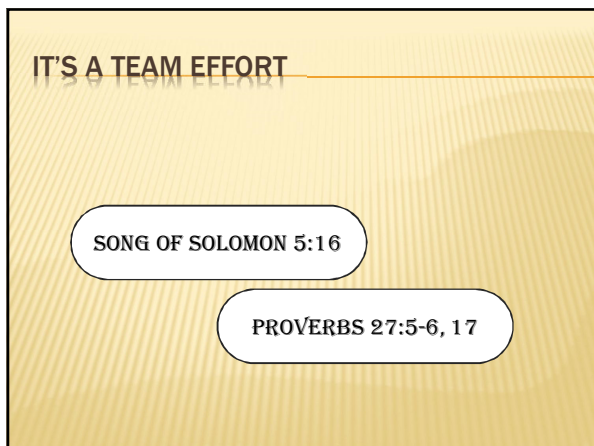 IT'S A TEAM EFFORT
SONG OF SOLOMON 5:16
PROVERBS 27:5-6, 17